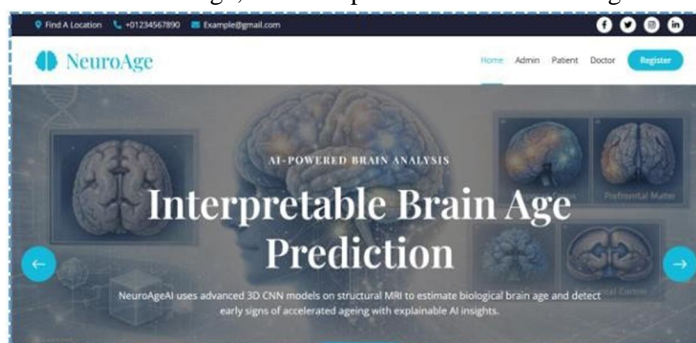 Find A Location +01234567890 Example@gmail.com
NeuroAge
Home Admin Patient Doctor Register
AI-POWERED BRAIN ANALYSIS
Interpretable Brain Age
Prediction
NeuroAgeAI uses advanced 3D CNN models on structural MRI to estimate biological brain age and detect
early signs of accelerated ageing with explainable AI insights.